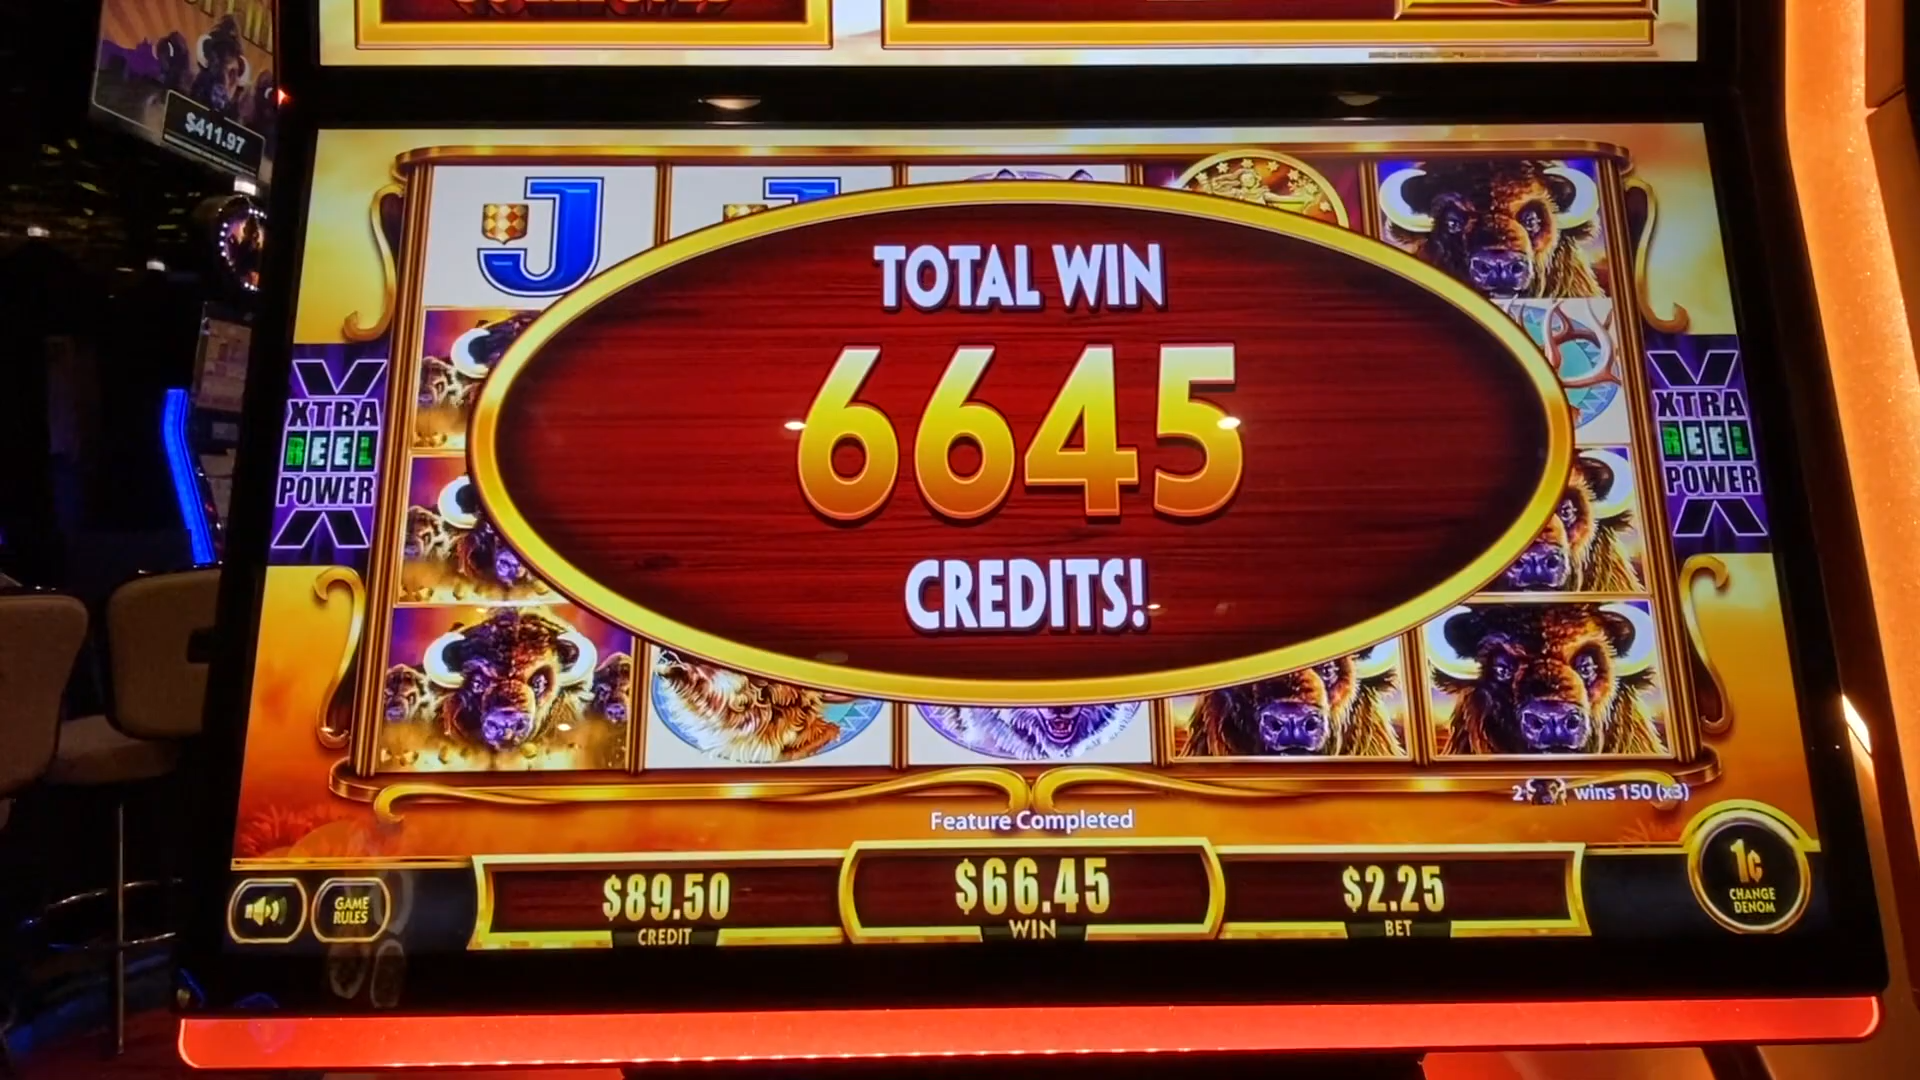 $411.97
TOTAL WIN
6645
CREDITS!
XTRA
REEL
POWER
XTRA
REEL
POWER
J
J
2 wins 150 (x3)
Feature Completed
GAME
RULES
$89.50
CREDIT
$66.45
WIN
$2.25
BET
1¢
CHANGE
DENOM